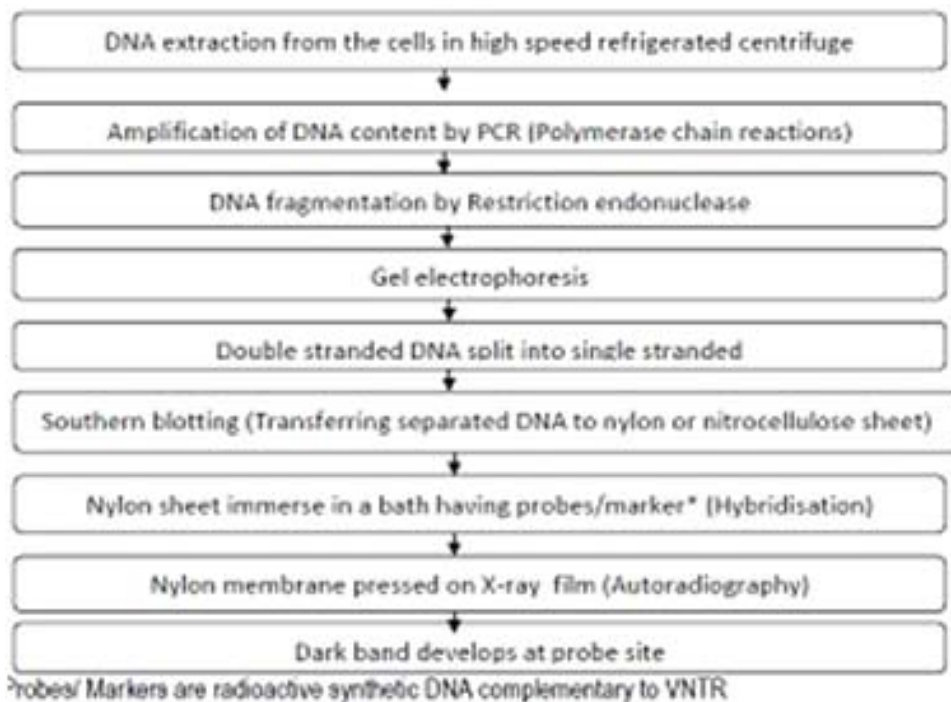 DNA extraction from the cells in high speed refrigerated centrifuge
Amplification of DNA content by PCR (Polymerase chain reactions)
DNA fragmentation by Restriction endonuclease
Gel electrophoresis
Double stranded DNA split into single stranded
Southern blotting (Transferring separated DNA to nylon or nitrocellulose sheet)
Nylon sheet immerse in a bath having probes/marker* (Hybridisation)
Nylon membrane pressed on X-ray film (Autoradiography)
Dark band develops at probe site
Probes/ Markers are radioactive synthetic DNA complementary to VNTR